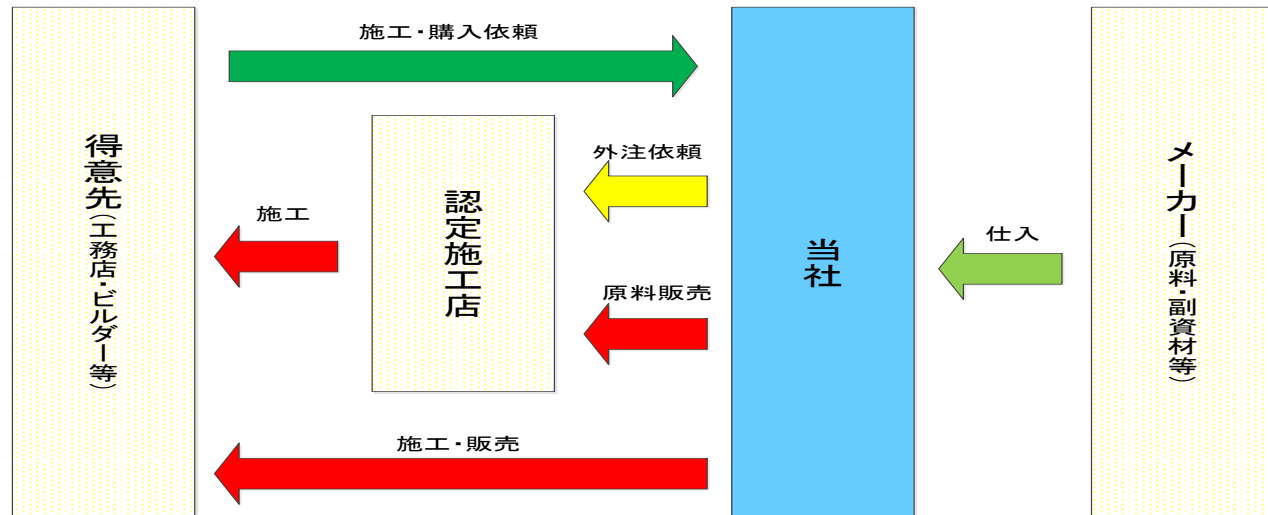 施工・購入依頼
得意先(工務店・ビルダー等)
施工
認定施工店
外注依頼
原料販売
施工・販売
当社
仕入
メーカー(原料・副資材等)